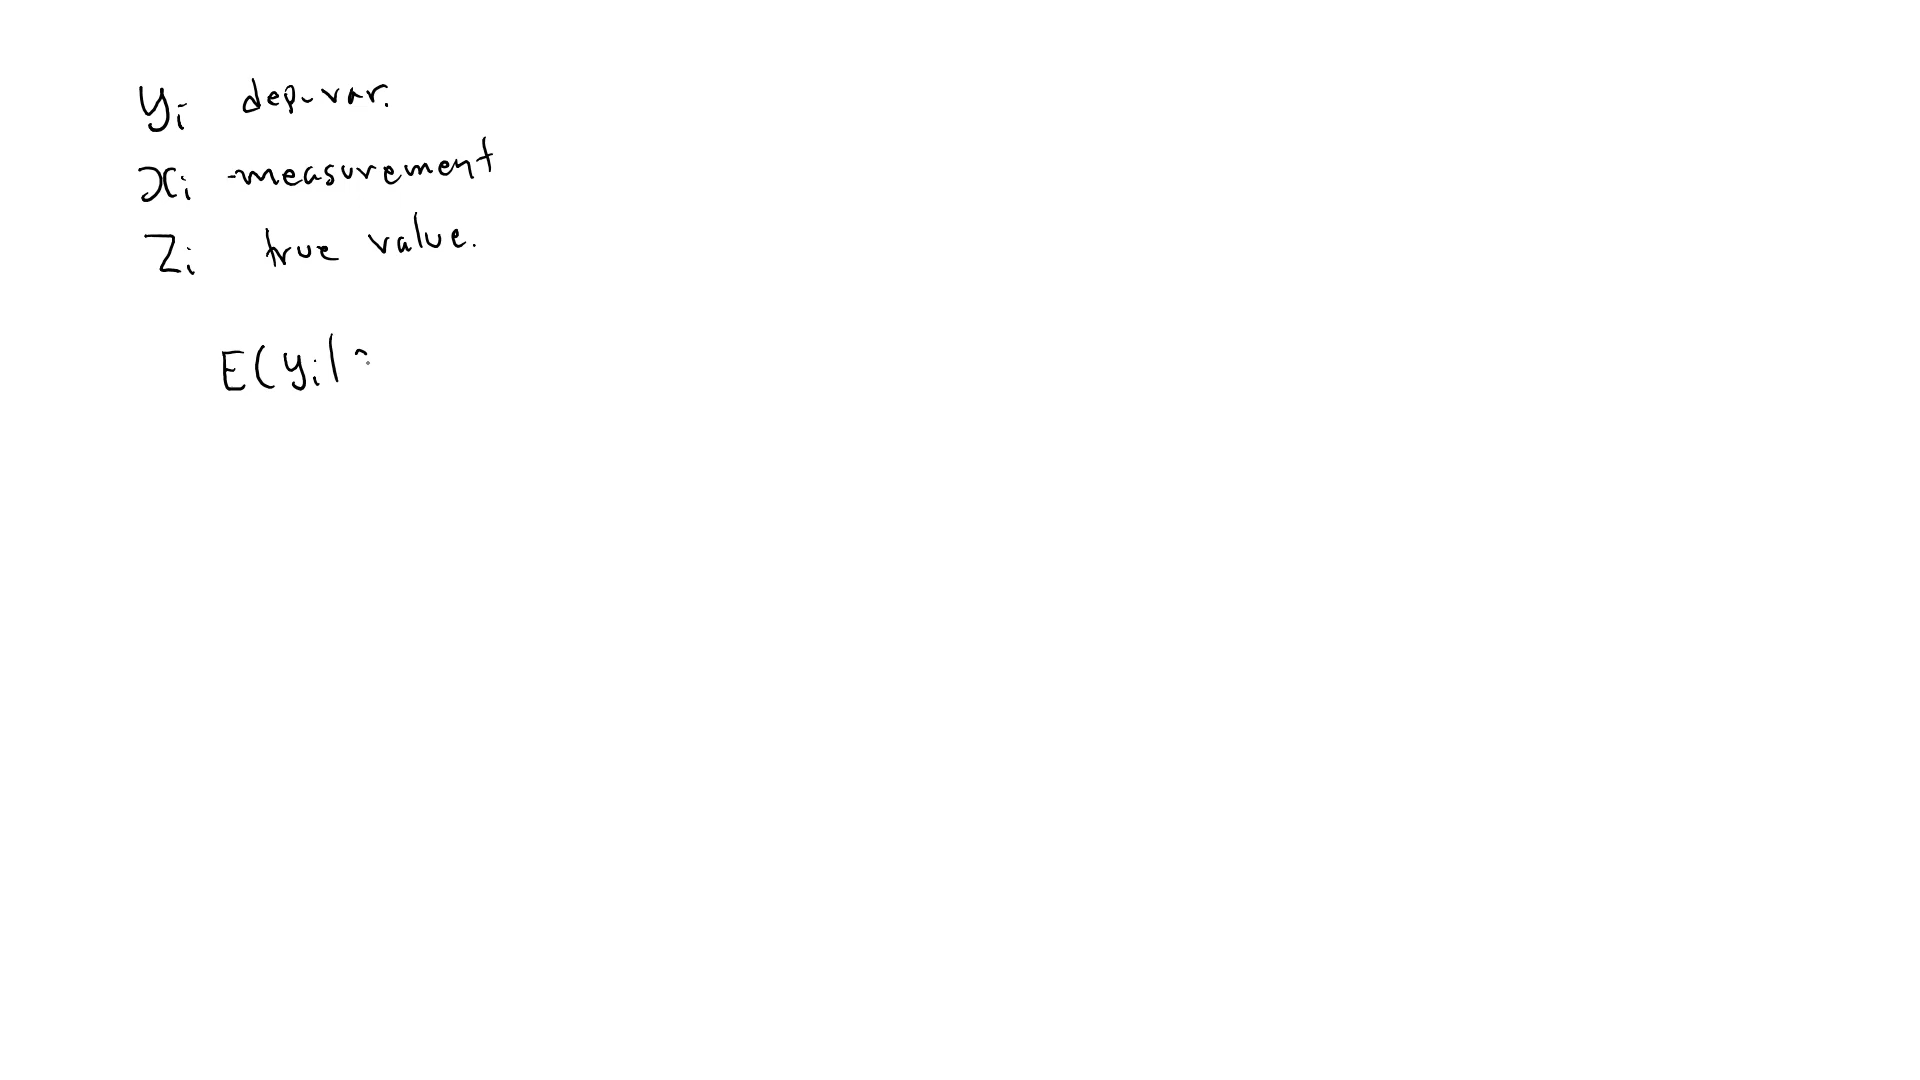 yᵢ dep-var.
xᵢ -measurement
Zᵢ true value.
E(yᵢ|